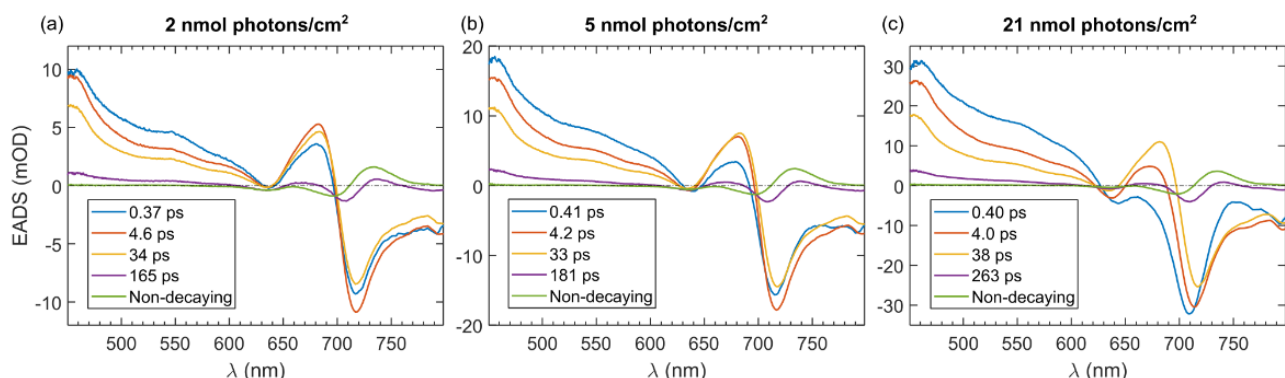 (a) 2 nmol photons/cm²
(b) 5 nmol photons/cm²
(c) 21 nmol photons/cm²
EADS (mOD)
10
5
0
-5
-10
0.37 ps
4.6 ps
34 ps
165 ps
Non-decaying
500 550 600 650 700 750
λ (nm)
20
10
0
-10
-20
0.41 ps
4.2 ps
33 ps
181 ps
Non-decaying
500 550 600 650 700 750
λ (nm)
30
20
10
0
-10
-20
-30
0.40 ps
4.0 ps
38 ps
263 ps
Non-decaying
500 550 600 650 700 750
λ (nm)